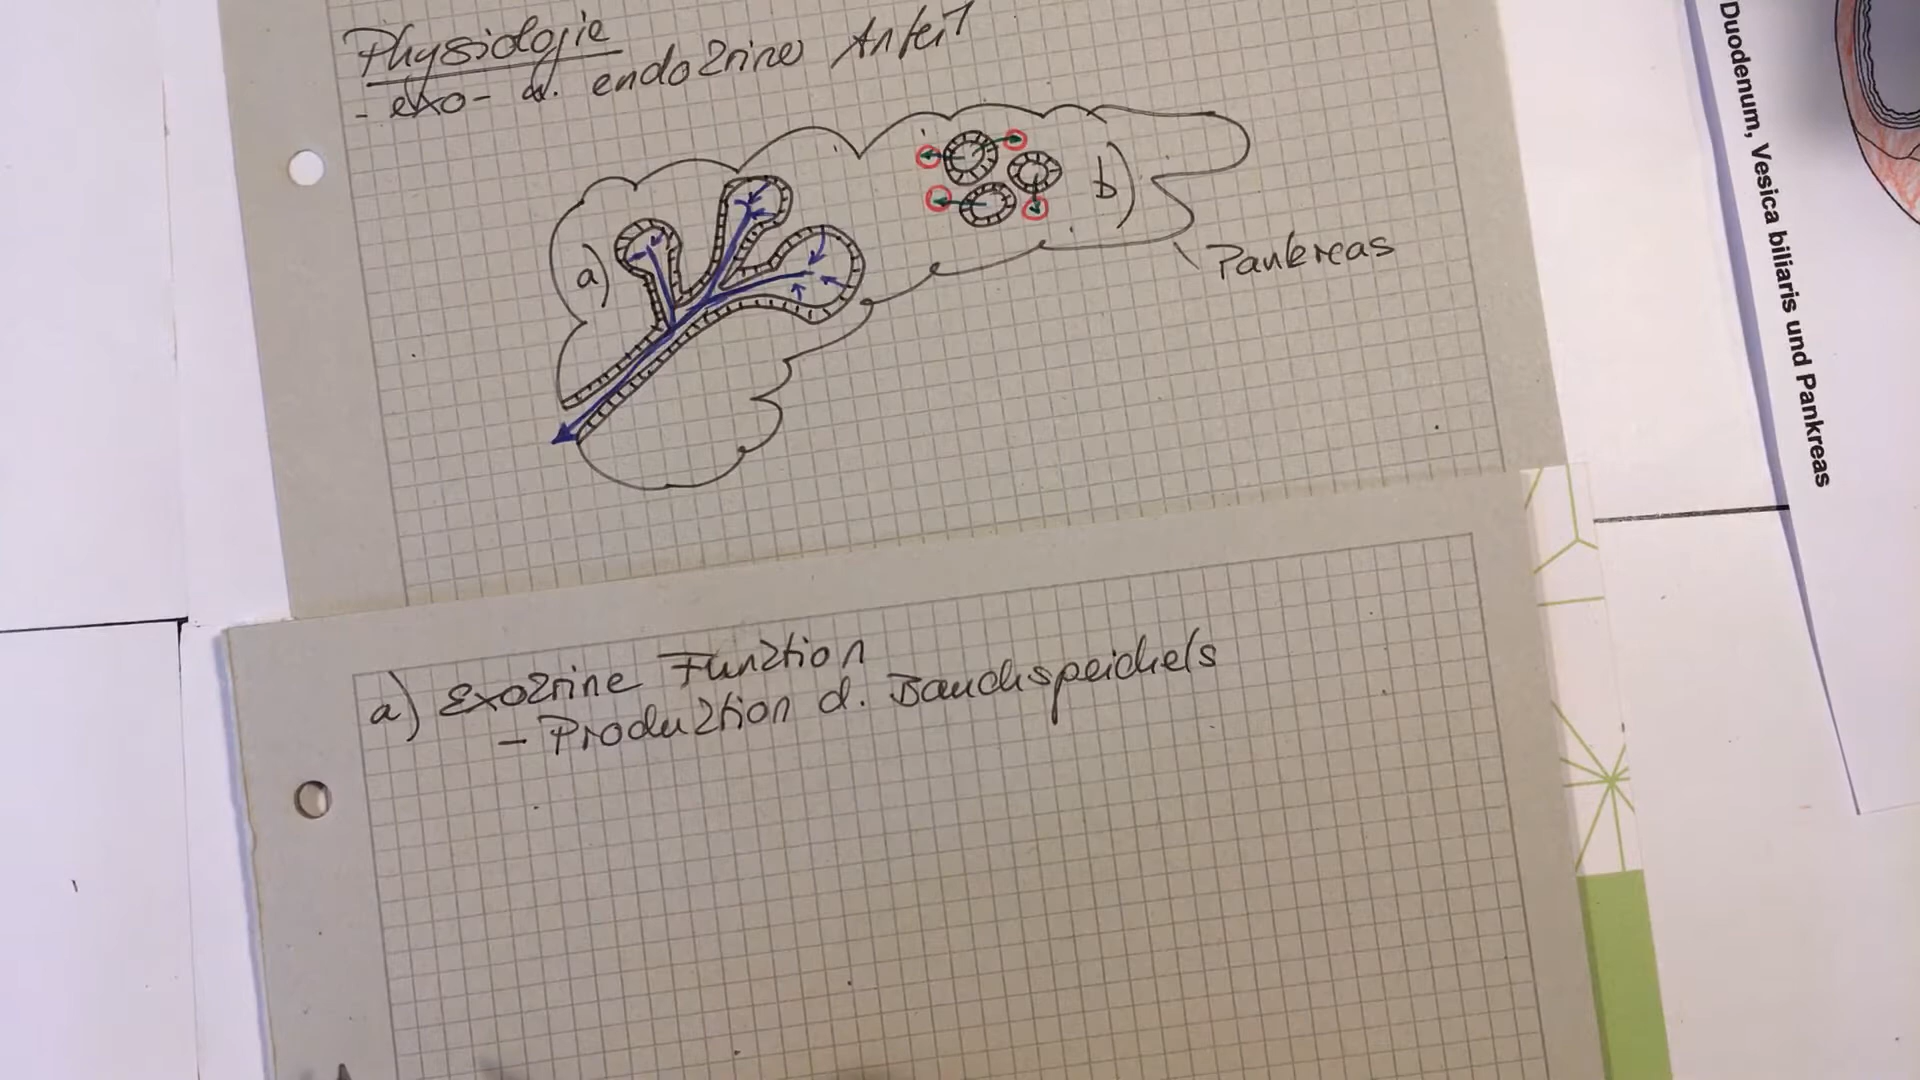 Physiologie
- exo- u. endokrine Anteil
a)
b)
Pankreas
a) Exokrine Funktion
- Produktion d. Bauchspeichels
Duodenum, Vesica biliaris und Pankreas